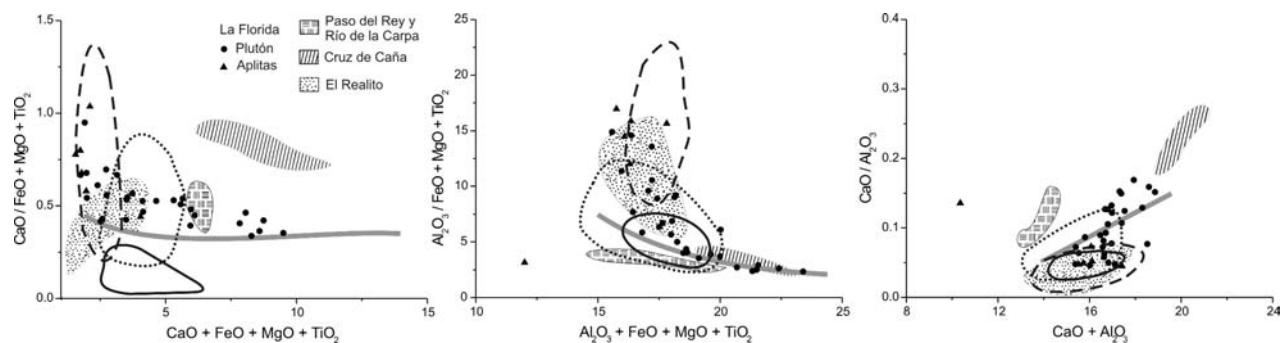 1.5
1.0
0.5
0.0
5
10
15
CaO / FeO + MgO + TiO₂
CaO + FeO + MgO + TiO₂
La Florida
Plutón
Aplitas
Paso del Rey y
Río de la Carpa
Cruz de Caña
El Realito
25
20
15
10
5
0
10
15
20
25
Al₂O₃ / FeO + MgO + TiO₂
Al₂O₃ + FeO + MgO + TiO₂
0.4
0.3
0.2
0.1
0.0
8
12
16
20
24
CaO / Al₂O₃
CaO + Al₂O₃